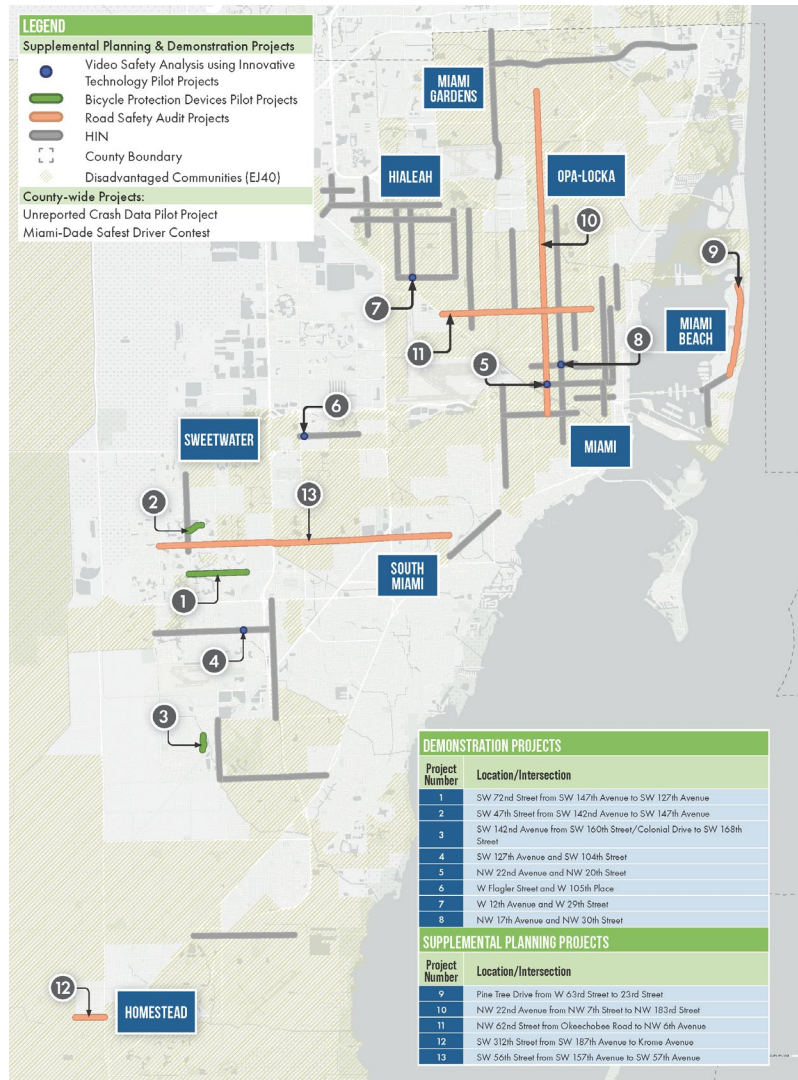 LEGEND
Supplemental Planning & Demonstration Projects
Video Safety Analysis using Innovative
Technology Pilot Projects
Bicycle Protection Devices Pilot Projects
Road Safety Audit Projects
HIN
County Boundary
Disadvantaged Communities (EJ40)
County-wide Projects:
Unreported Crash Data Pilot Project
Miami-Dade Safest Driver Contest
MIAMI
GARDENS
HIALEAH
OPA-LOCKA
10
9
7
MIAMI
BEACH
11
8
5
6
SWEETWATER
MIAMI
2
13
SOUTH
MIAMI
1
4
3
12
HOMESTEAD
DEMONSTRATION PROJECTS
Project
Number
Location/Intersection
1 SW 72nd Street from SW 147th Avenue to SW 127th Avenue
2 SW 47th Street from SW 142nd Avenue to SW 147th Avenue
3 SW 142nd Avenue from SW 160th Street/Colonial Drive to SW 168th
Street
4 SW 127th Avenue and SW 104th Street
5 NW 22nd Avenue and NW 20th Street
6 W Flagler Street and W 105th Place
7 W 12th Avenue and W 29th Street
8 NW 17th Avenue and NW 30th Street
SUPPLEMENTAL PLANNING PROJECTS
Project
Number
Location/Intersection
9 Pine Tree Drive from W 63rd Street to 23rd Street
10 NW 22nd Avenue from NW 7th Street to NW 183rd Street
11 NW 62nd Street from Okeechobee Road to NW 6th Avenue
12 SW 312th Street from SW 187th Avenue to Krome Avenue
13 SW 56th Street from SW 157th Avenue to SW 57th Avenue